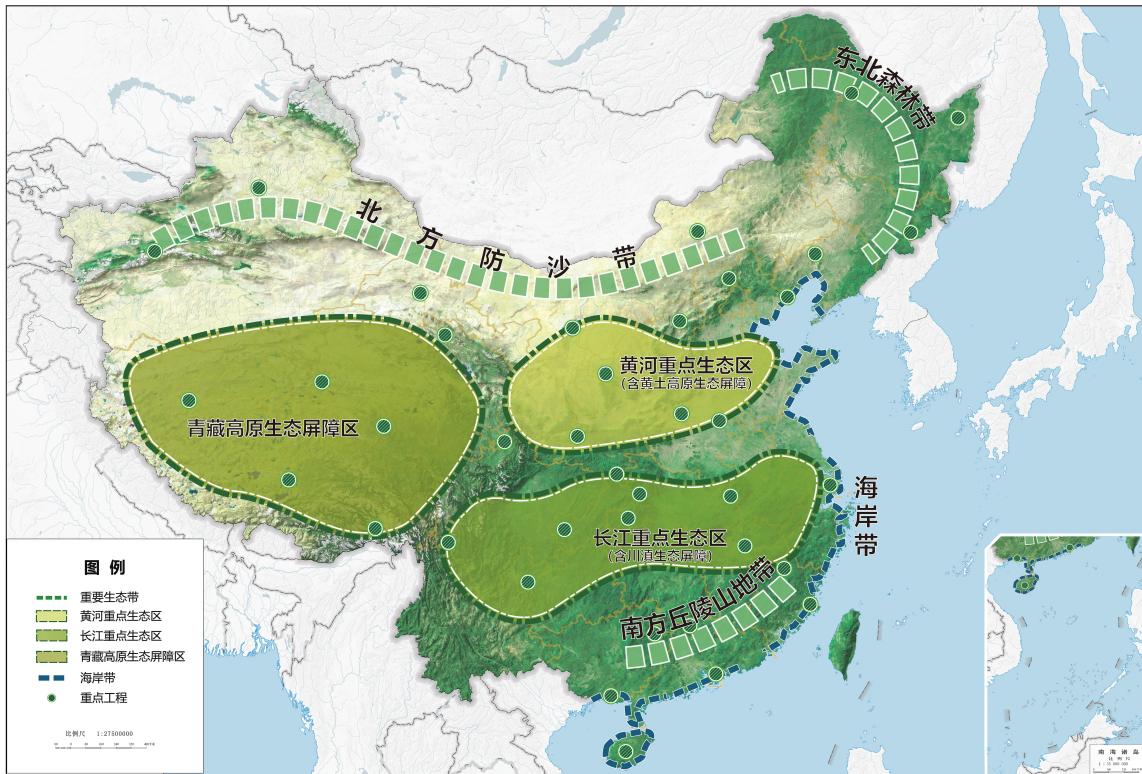 东北森林带
北方防沙带
黄河重点生态区
(含黄土高原生态屏障)
青藏高原生态屏障区
海岸带
长江重点生态区
(含川滇生态屏障)
南方丘陵山地带
图 例
重要生态带
黄河重点生态区
长江重点生态区
青藏高原生态屏障区
海岸带
重点工程
比例尺 1:27500000
南海诸岛
比例尺